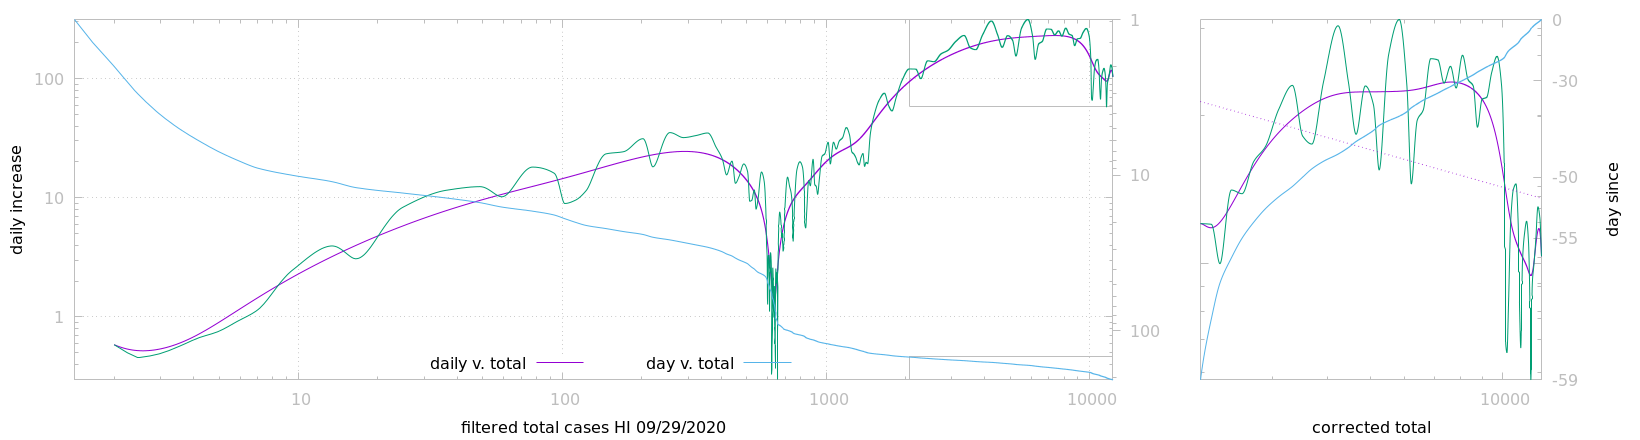 daily increase
100
10
1
1
10
100
daily v. total
day v. total
10
100
1000
10000
filtered total cases HI 09/29/2020
0
-30
-50
-55
-59
day since
10000
corrected total